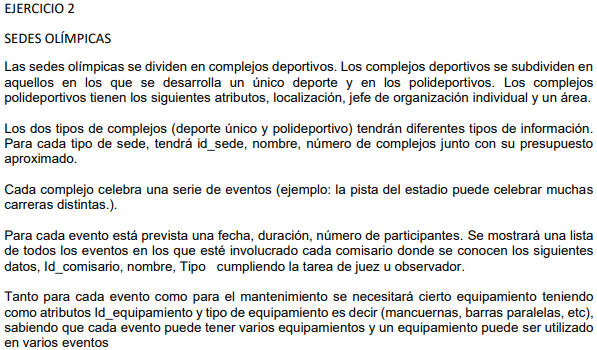 EJERCICIO 2
SEDES OLÍMPICAS
Las sedes olímpicas se dividen en complejos deportivos. Los complejos deportivos se subdividen en
aquellos en los que se desarrolla un único deporte y en los polideportivos. Los complejos
polideportivos tienen los siguientes atributos, localización, jefe de organización individual y un área.
Los dos tipos de complejos (deporte único y polideportivo) tendrán diferentes tipos de información.
Para cada tipo de sede, tendrá id_sede, nombre, número de complejos junto con su presupuesto
aproximado.
Cada complejo celebra una serie de eventos (ejemplo: la pista del estadio puede celebrar muchas
carreras distintas.).
Para cada evento está prevista una fecha, duración, número de participantes. Se mostrará una lista
de todos los eventos en los que esté involucrado cada comisario donde se conocen los siguientes
datos, Id_comisario, nombre, Tipo cumpliendo la tarea de juez u observador.
Tanto para cada evento como para el mantenimiento se necesitará cierto equipamiento teniendo
como atributos Id_equipamiento y tipo de equipamiento es decir (mancuernas, barras paralelas, etc),
sabiendo que cada evento puede tener varios equipamientos y un equipamiento puede ser utilizado
en varios eventos